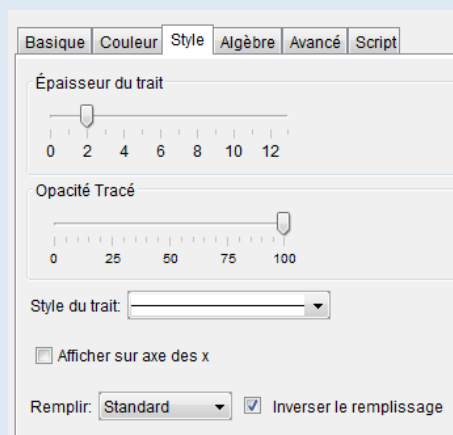 Basique Couleur Style Algèbre Avancé Script
Épaisseur du trait
0 2 4 6 8 10 12
Opacité Tracé
0 25 50 75 100
Style du trait:
Afficher sur axe des x
Remplir: Standard Inverser le remplissage